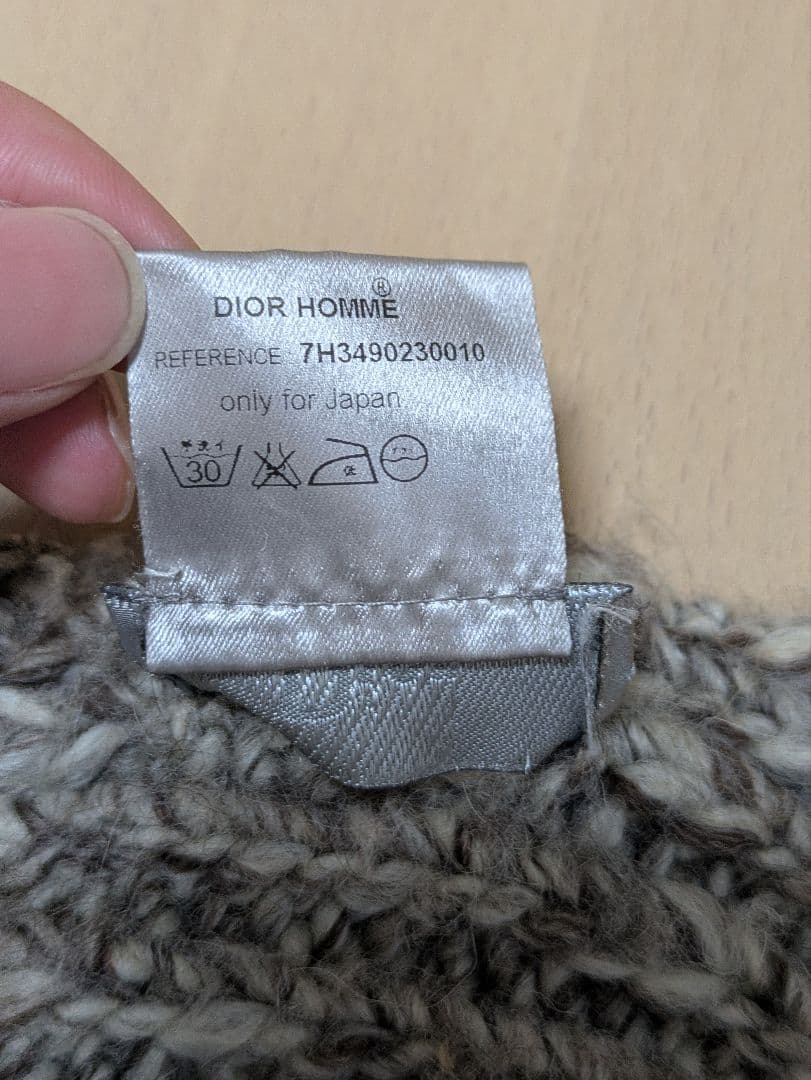 DIOR HOMME®
REFERENCE 7H3490230010
only for Japan
30